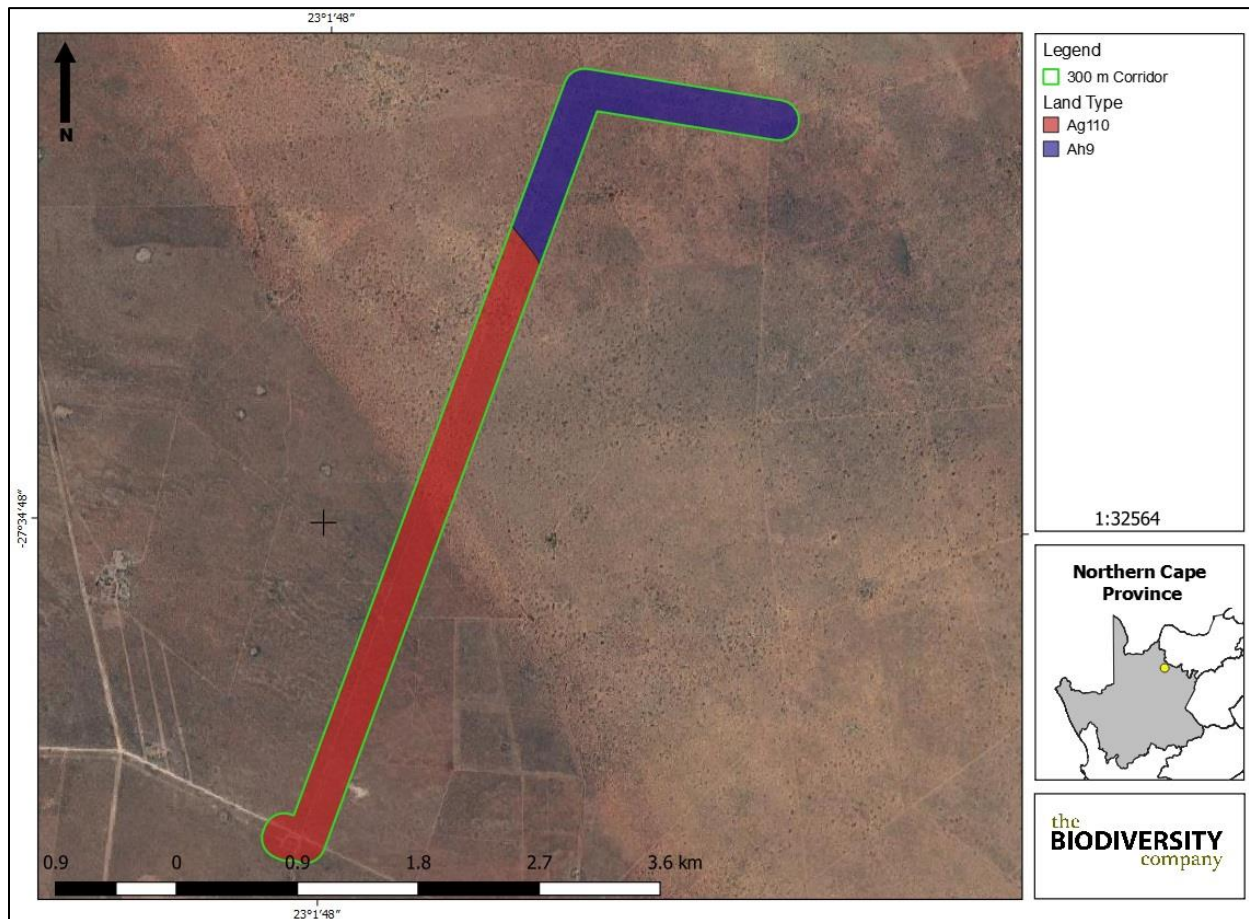 23°1'48"
N
-27°34'48"
0.9 0 0.9 1.8 2.7 3.6 km
23°1'48"
Legend
300 m Corridor
Land Type
Ag110
Ah9
1:32564
Northern Cape
Province
the
BIODIVERSITY
company